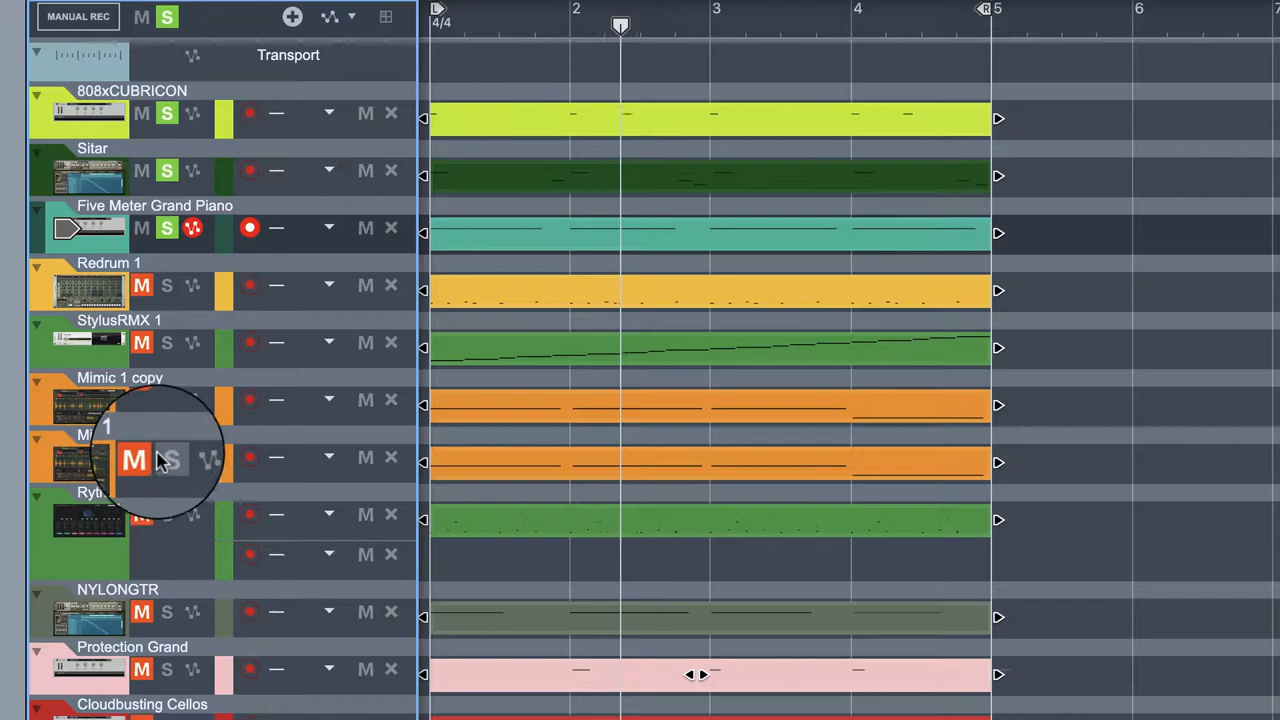 MANUAL REC M S
2 3 4 R 5 6 7
L
4/4
Transport
808xCUBRICON
M S M
Sitar
M S M
Five Meter Grand Piano
M S M
Redrum 1
M S M
StylusRMX 1
M S M
Mimic 1 copy
M
1
M S M
M M
M
NYLONGTR
M S M
Protection Grand
M S M
Cloudbusting Cellos